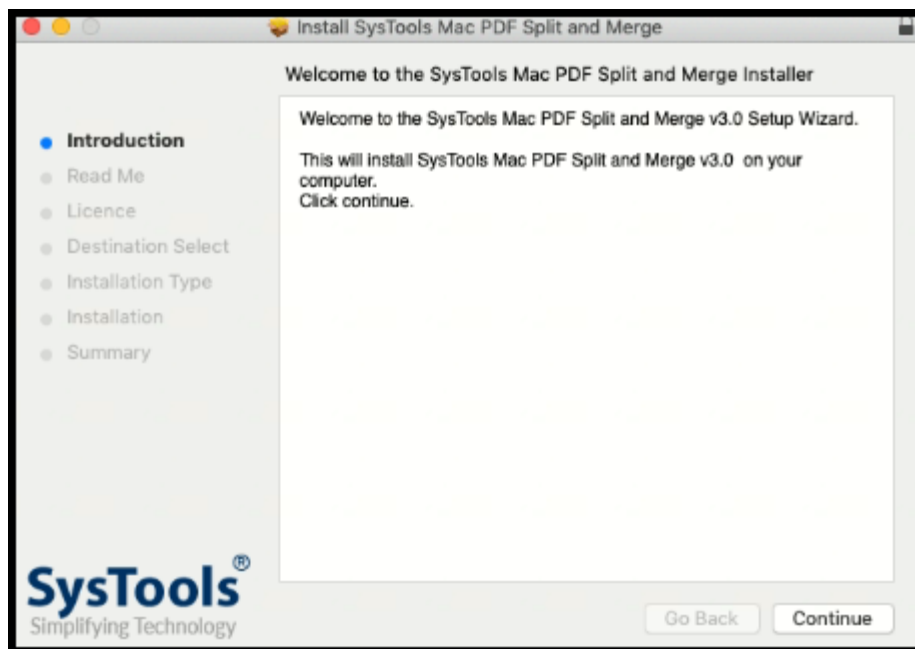 Install SysTools Mac PDF Split and Merge
Welcome to the SysTools Mac PDF Split and Merge Installer
Introduction
Read Me
Licence
Destination Select
Installation Type
Installation
Summary
Welcome to the SysTools Mac PDF Split and Merge v3.0 Setup Wizard.
This will install SysTools Mac PDF Split and Merge v3.0 on your
computer.
Click continue.
SysTools®
Simplifying Technology
Go Back
Continue